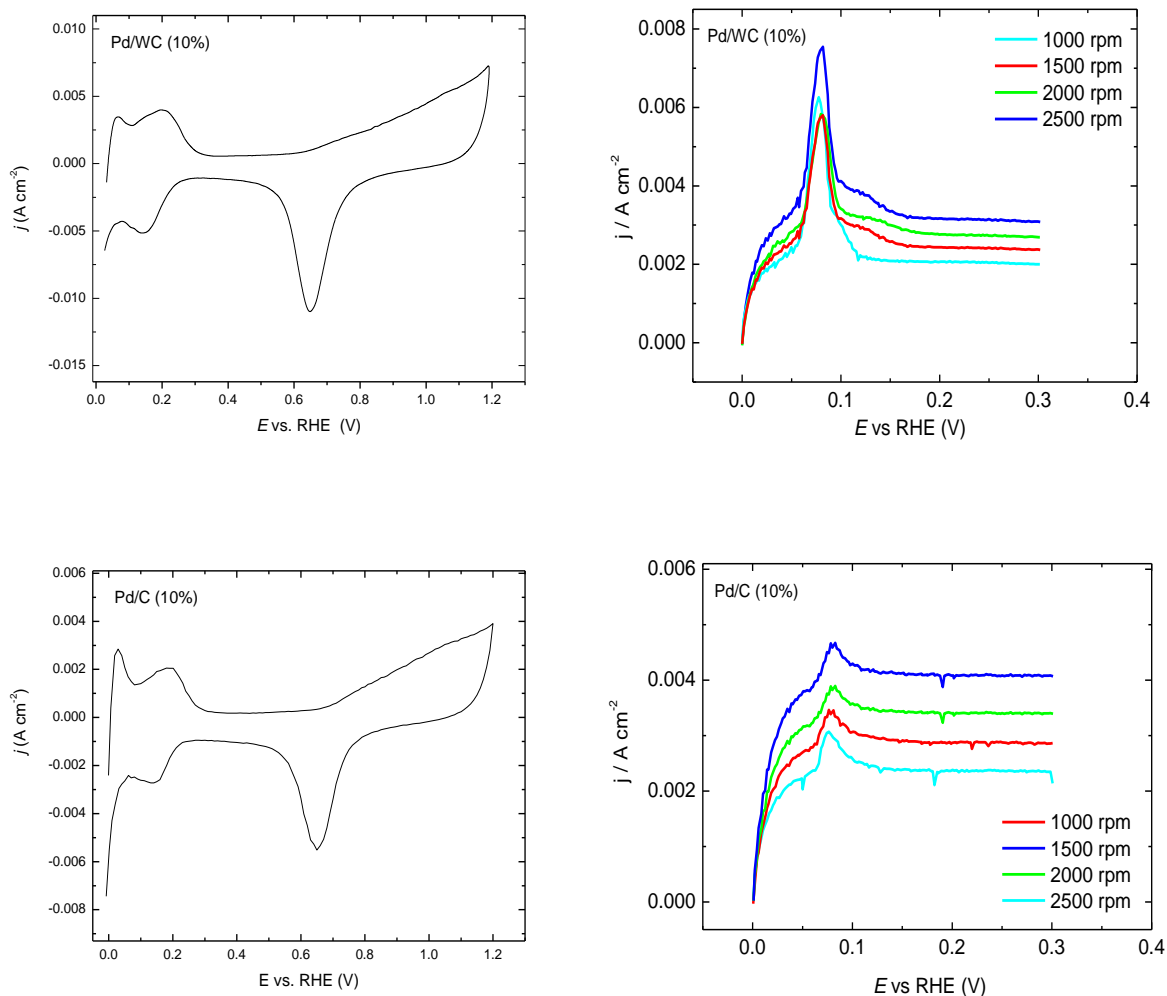 0.010
Pd/WC (10%)
0.005
0.000
-0.005
-0.010
-0.015
j (A cm-2)
0.0 0.2 0.4 0.6 0.8 1.0 1.2
E vs. RHE (V)
0.008
Pd/WC (10%)
1000 rpm
1500 rpm
2000 rpm
2500 rpm
0.006
0.004
0.002
0.000
j / A cm-2
0.0 0.1 0.2 0.3 0.4
E vs RHE (V)
0.006
Pd/C (10%)
0.004
0.002
0.000
-0.002
-0.004
-0.006
-0.008
j (A cm-2)
0.0 0.2 0.4 0.6 0.8 1.0 1.2
E vs. RHE (V)
0.006
Pd/C (10%)
0.004
0.002
0.000
j / A cm-2
1000 rpm
1500 rpm
2000 rpm
2500 rpm
0.0 0.1 0.2 0.3 0.4
E vs RHE (V)